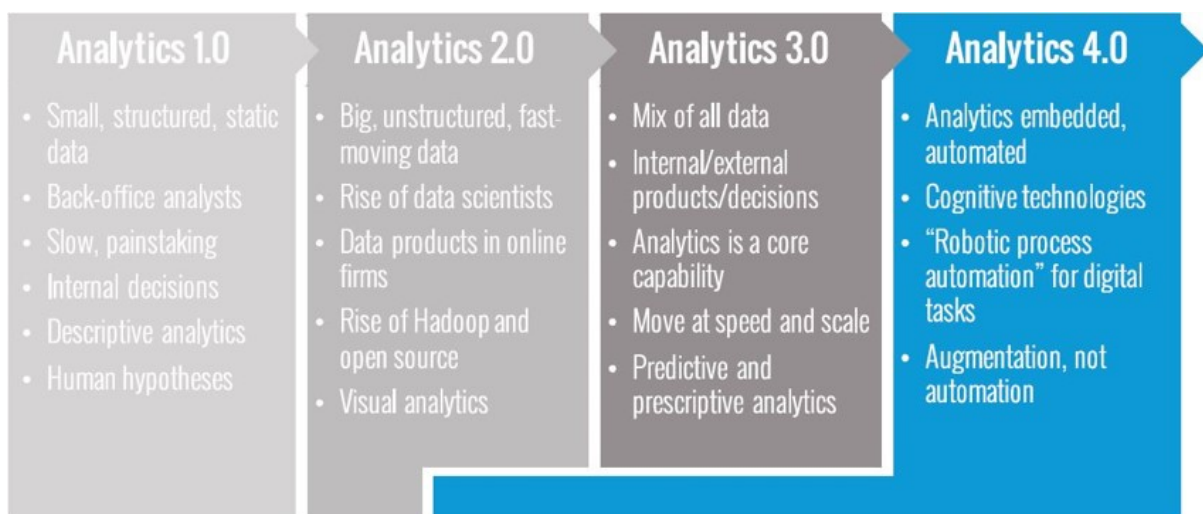 Analytics 1.0
• Small, structured, static
data
• Back-office analysts
• Slow, painstaking
• Internal decisions
• Descriptive analytics
• Human hypotheses
Analytics 2.0
• Big, unstructured, fast-
moving data
• Rise of data scientists
• Data products in online
firms
• Rise of Hadoop and
open source
• Visual analytics
Analytics 3.0
• Mix of all data
• Internal/external
products/decisions
• Analytics is a core
capability
• Move at speed and scale
• Predictive and
prescriptive analytics
Analytics 4.0
• Analytics embedded,
automated
• Cognitive technologies
• “Robotic process
automation” for digital
tasks
• Augmentation, not
automation